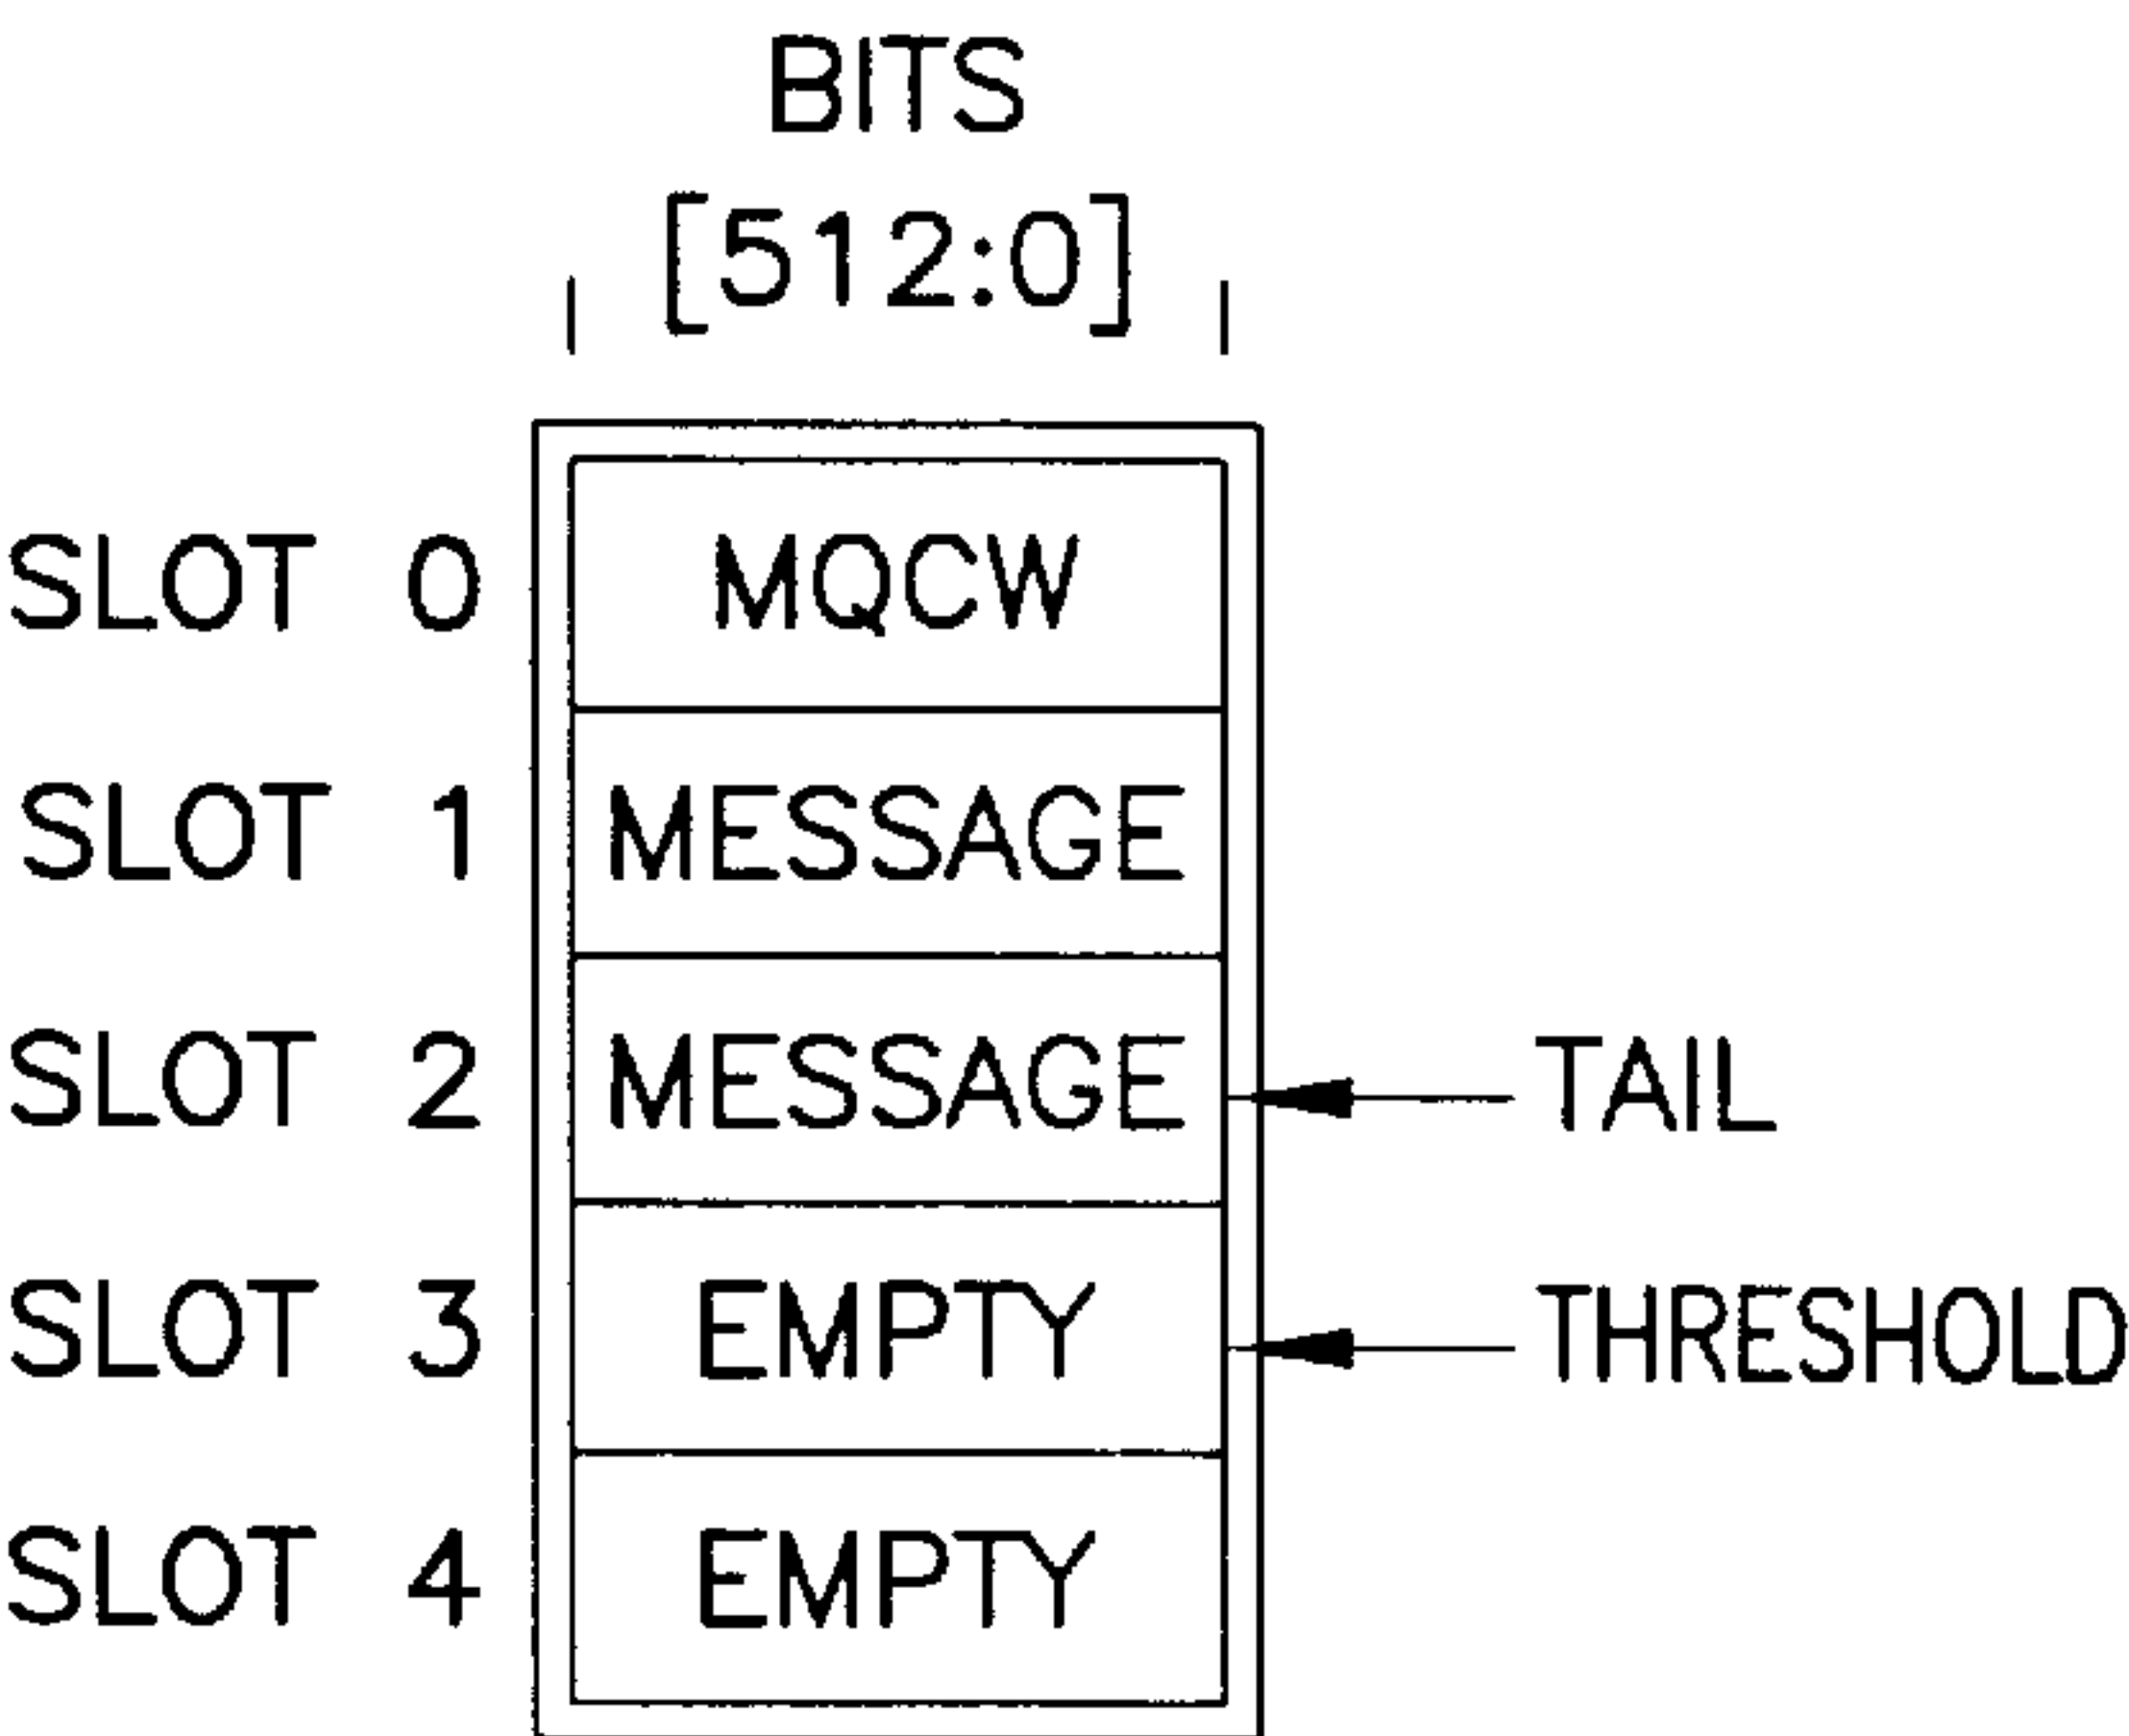 BITS
[512:0]
SLOT 0 MQCW
SLOT 1 MESSAGE
SLOT 2 MESSAGE TAIL
SLOT 3 EMPTY THRESHOLD
SLOT 4 EMPTY